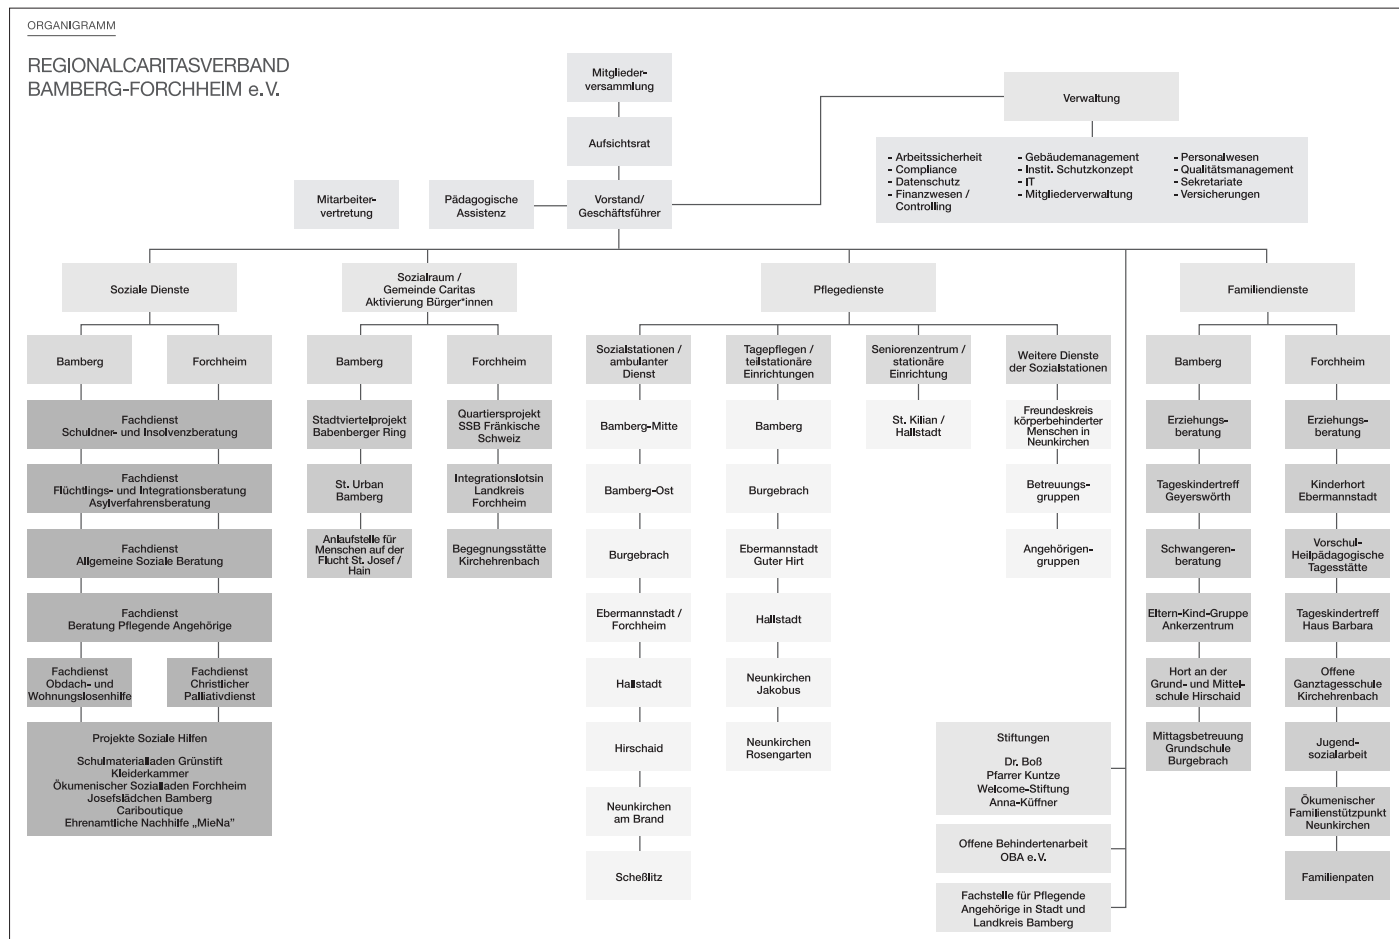 ORGANIGRAMM
REGIONALCARITASVERBAND
BAMBERG-FORCHHEIM e.V.
Mitglieder-
versammlung
Aufsichtsrat
Mitarbeiter-
vertretung
Pädagogische
Assistenz
Vorstand/
Geschäftsführer
Verwaltung
- Arbeitssicherheit
- Compliance
- Datenschutz
- Finanzwesen /
Controlling
- Gebäudemanagement
- Instit. Schutzkonzept
- IT
- Mitgliederverwaltung
- Personalwesen
- Qualitätsmanagement
- Sekretariate
- Versicherungen
Soziale Dienste
Bamberg
Forchheim
Fachdienst
Schuldner- und Insolvenzberatung
Fachdienst
Flüchtlings- und Integrationsberatung
Asylverfahrensberatung
Fachdienst
Allgemeine Soziale Beratung
Fachdienst
Beratung Pflegende Angehörige
Fachdienst
Obdach- und
Wohnungslosenhilfe
Fachdienst
Christlicher
Palliativdienst
Projekte Soziale Hilfen
Schulmaterialladen Grünstift
Kleiderkammer
Ökumenischer Sozialladen Forchheim
Josefslädchen Bamberg
Cariboutique
Ehrenamtliche Nachhilfe „MieNa"
Sozialraum /
Gemeinde Caritas
Aktivierung Bürger*innen
Bamberg
Stadtviertelprojekt
Babenberger Ring
St. Urban
Bamberg
Anlaufstelle für
Menschen auf der
Flucht St. Josef /
Hain
Forchheim
Quartiersprojekt
SSB Fränkische
Schweiz
Integrationslotsin
Landkreis
Forchheim
Begegnungsstätte
Kirchehrenbach
Pflegedienste
Sozialstationen /
ambulanter
Dienst
Bamberg-Mitte
Bamberg-Ost
Burgebrach
Ebermannstadt /
Forchheim
Hallstadt
Hirschaid
Neunkirchen
am Brand
Scheßlitz
Tagepflegen /
teilstationäre
Einrichtungen
Bamberg
Burgebrach
Ebermannstadt
Guter Hirt
Hallstadt
Neunkirchen
Jakobus
Neunkirchen
Rosengarten
Seniorenzentrum /
stationäre
Einrichtung
St. Kilian /
Hallstadt
Weitere Dienste
der Sozialstationen
Freundeskreis
körperbehinderter
Menschen in
Neunkirchen
Betreuungs-
gruppen
Angehörigen-
gruppen
Stiftungen
Dr. Boß
Pfarrer Kuntze
Welcome-Stiftung
Anna-Küffner
Offene Behindertenarbeit
OBA e.V.
Fachstelle für Pflegende
Angehörige in Stadt und
Landkreis Bamberg
Familiendienste
Bamberg
Erziehungs-
beratung
Tageskindertreff
Geyerswörth
Schwangeren-
beratung
Eltern-Kind-Gruppe
Ankerzentrum
Hort an der
Grund- und Mittel-
schule Hirschaid
Mittagsbetreuung
Grundschule
Burgebrach
Forchheim
Erziehungs-
beratung
Kinderhort
Ebermannstadt
Vorschul-
Heilpädagogische
Tagesstätte
Tageskindertreff
Haus Barbara
Offene
Ganztagesschule
Kirchehrenbach
Jugend-
sozialarbeit
Ökumenischer
Familienstützpunkt
Neunkirchen
Familienpaten